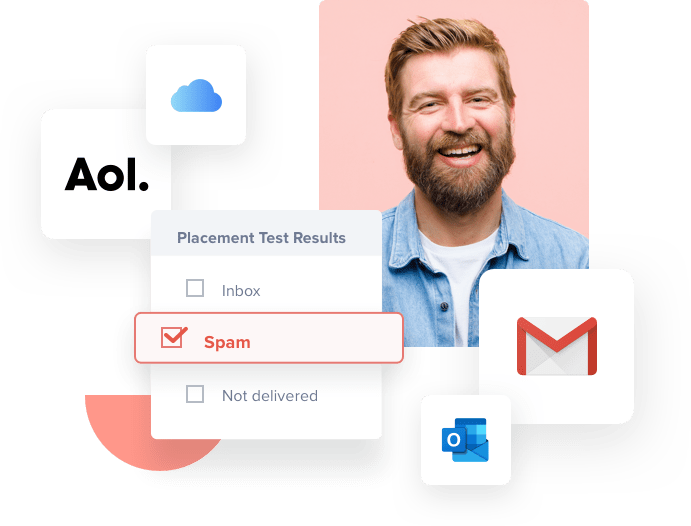 Aol.
Placement Test Results
Inbox
Spam
Not delivered
O